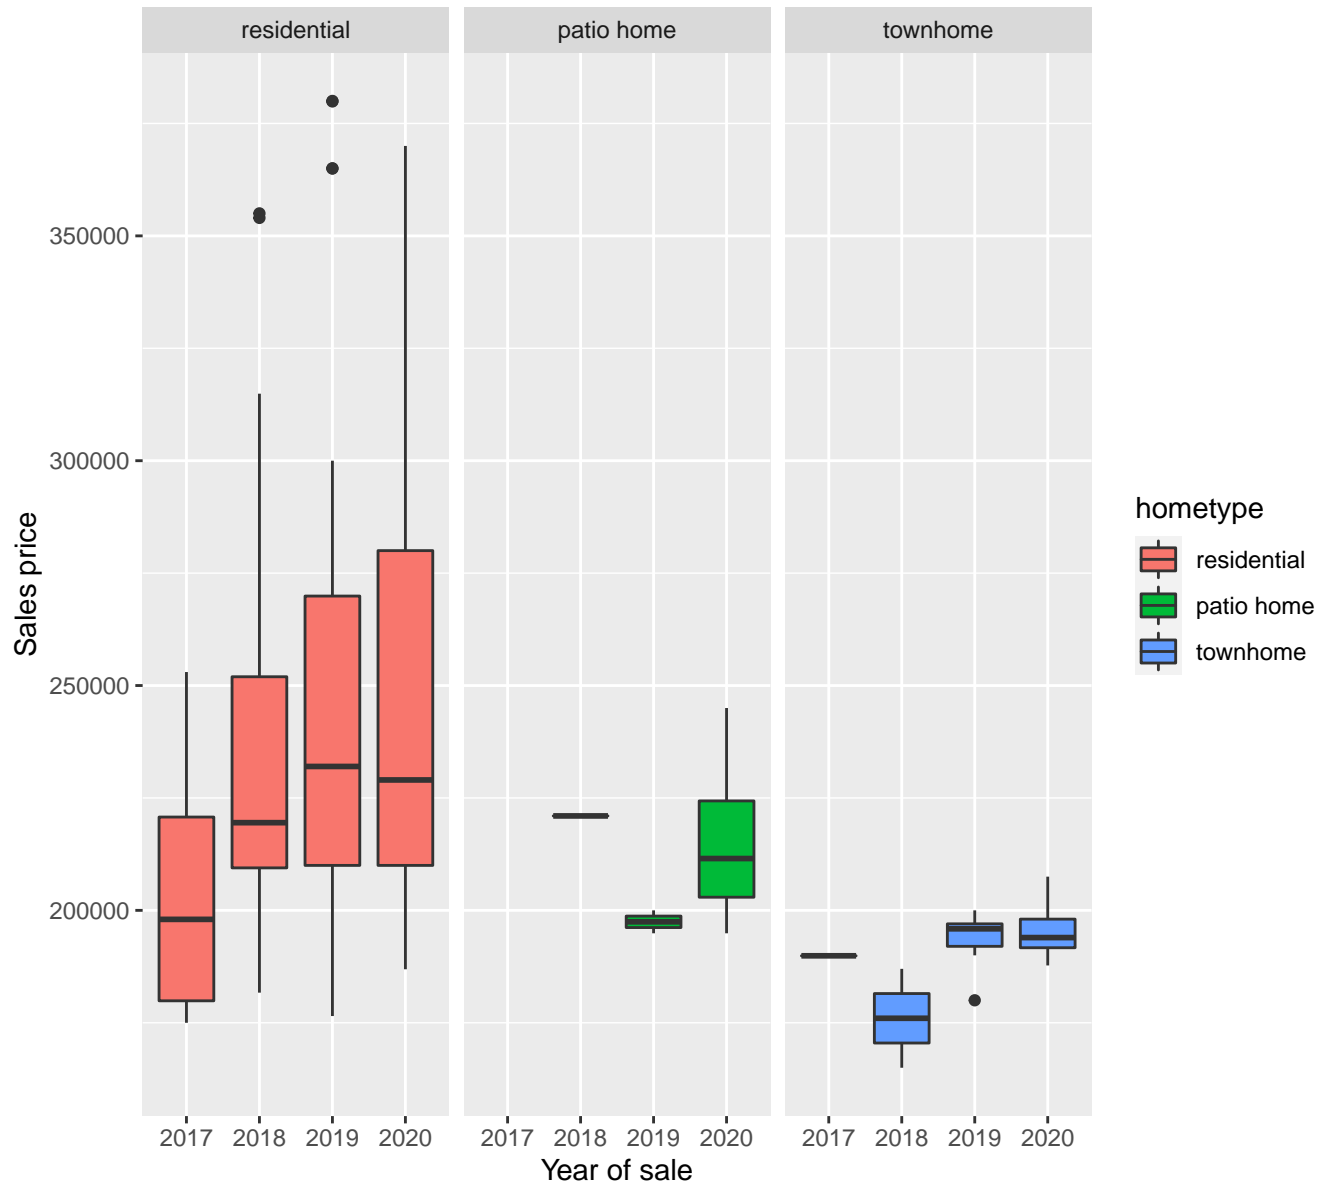 residential
patio home
townhome
350000
300000
250000
200000
Sales price
2017 2018 2019 2020
2017 2018 2019 2020
2017 2018 2019 2020
Year of sale
hometype
residential
patio home
townhome